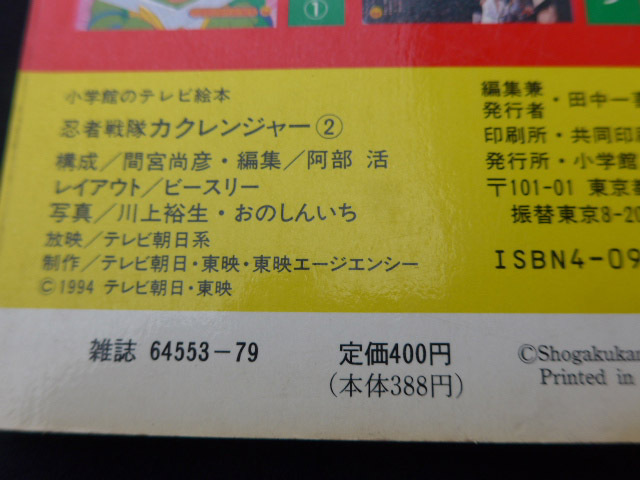 ①
小学館のテレビ絵本
忍者戦隊カクレンジャー②
構成／間宮尚彦・編集／阿部 活
レイアウト／ビースリー
写真／川上裕生・おのしんいち
放映／テレビ朝日系
制作／テレビ朝日・東映・東映エージエンシー
©1994 テレビ朝日・東映
編集兼
発行者・田中一
印刷所・共同印
発行所・小学館
〒101-01 東京
振替東京8-20
ISBN4-09
雑誌 64553-79
定価400円
（本体388円）
©Shogakukan
Printed in